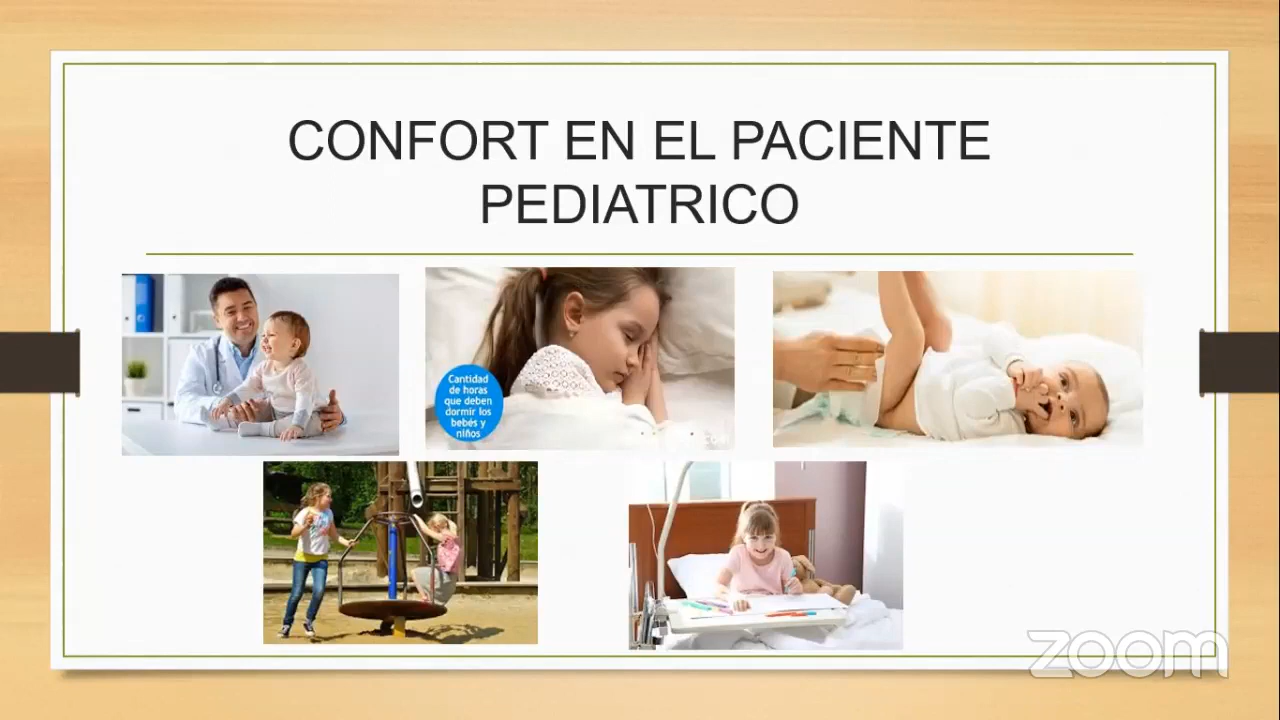 CONFORT EN EL PACIENTE
PEDIATRICO
Cantidad
de horas
que deben
dormir los
bebés y
niños
zoom